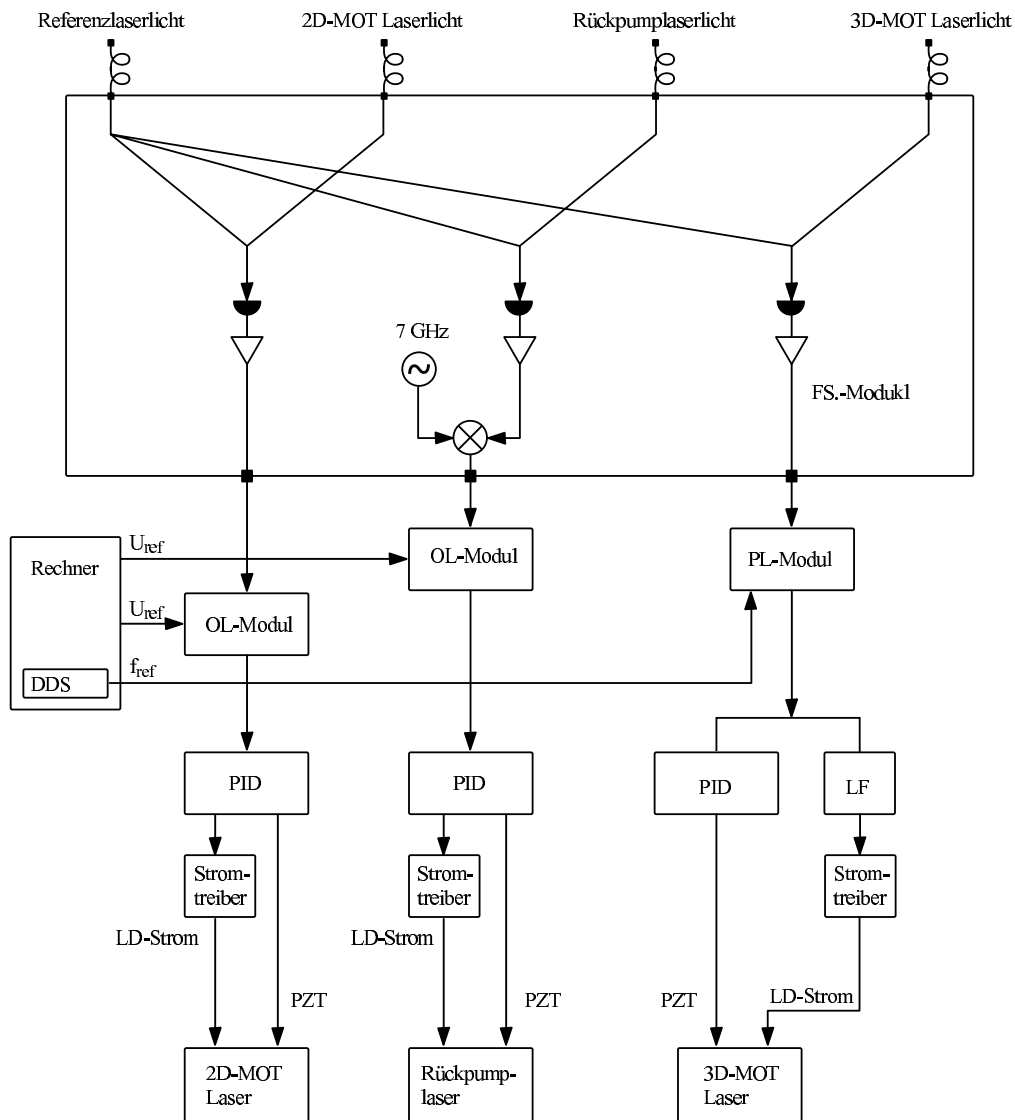 Referenzlaserlicht
2D-MOT Laserlicht
Rückpumplaserlicht
3D-MOT Laserlicht
7 GHz
FS.-Modukl
Rechner
Uref
Uref
fref
DDS
OL-Modul
OL-Modul
PL-Modul
PID
PID
PID
LF
Strom-
treiber
Strom-
treiber
Strom-
treiber
LD-Strom
LD-Strom
LD-Strom
PZT
PZT
PZT
2D-MOT
Laser
Rückpump-
laser
3D-MOT
Laser